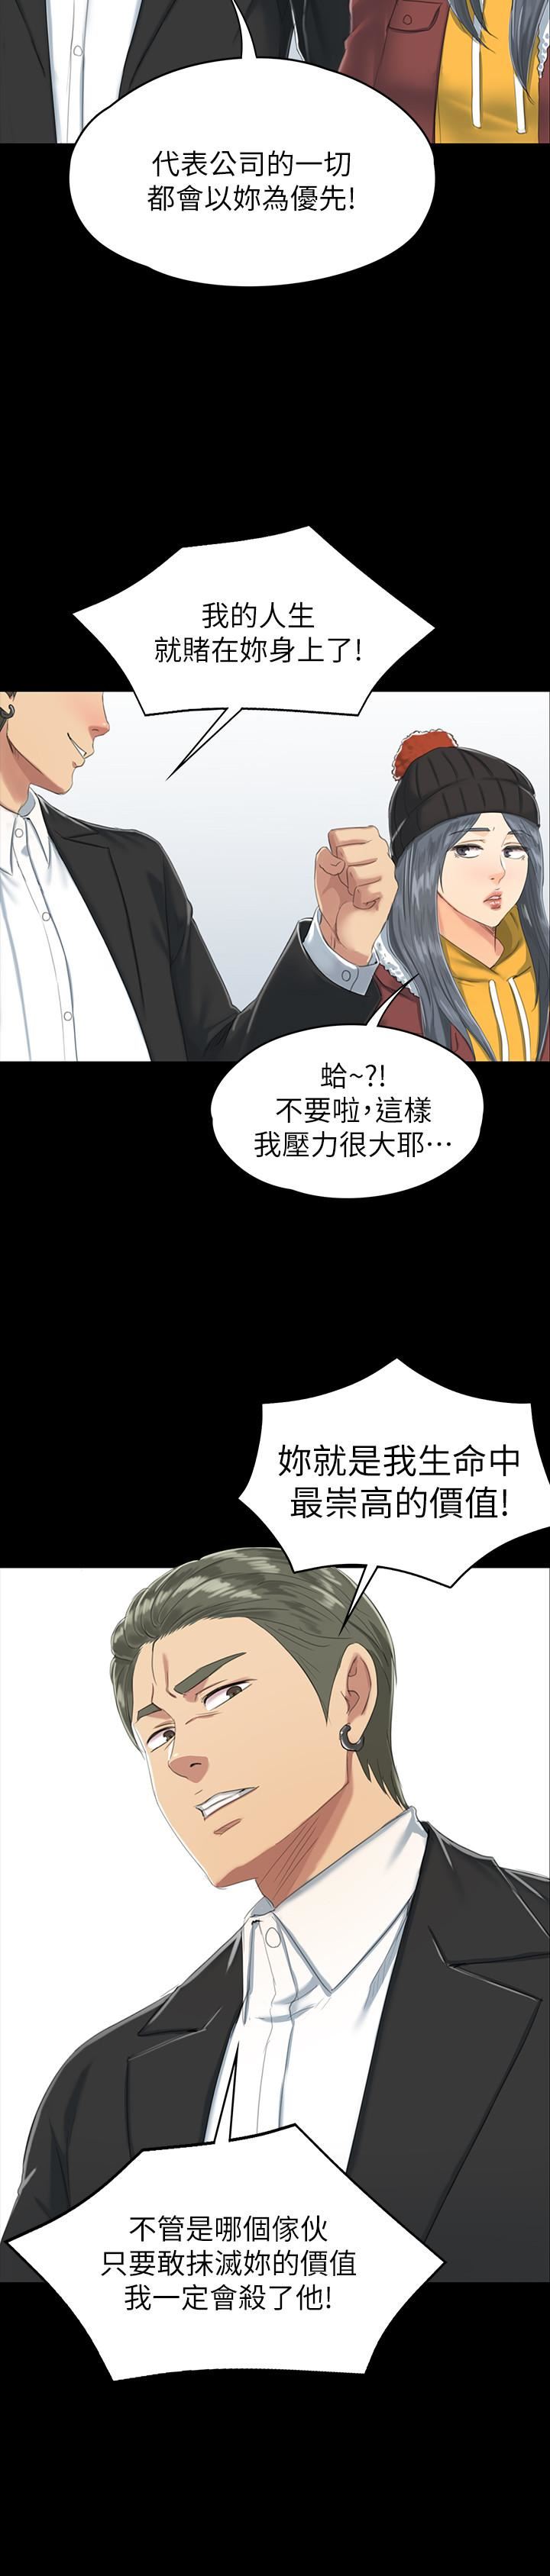 代表公司的一切
都會以妳為優先!
我的人生
就賭在妳身上了!
蛤~?!
不要啦，這樣
我壓力很大耶⋯
妳就是我生命中
最崇高的價值!
不管是哪個傢伙
只要敢抹滅妳的價值
我一定會殺了他!